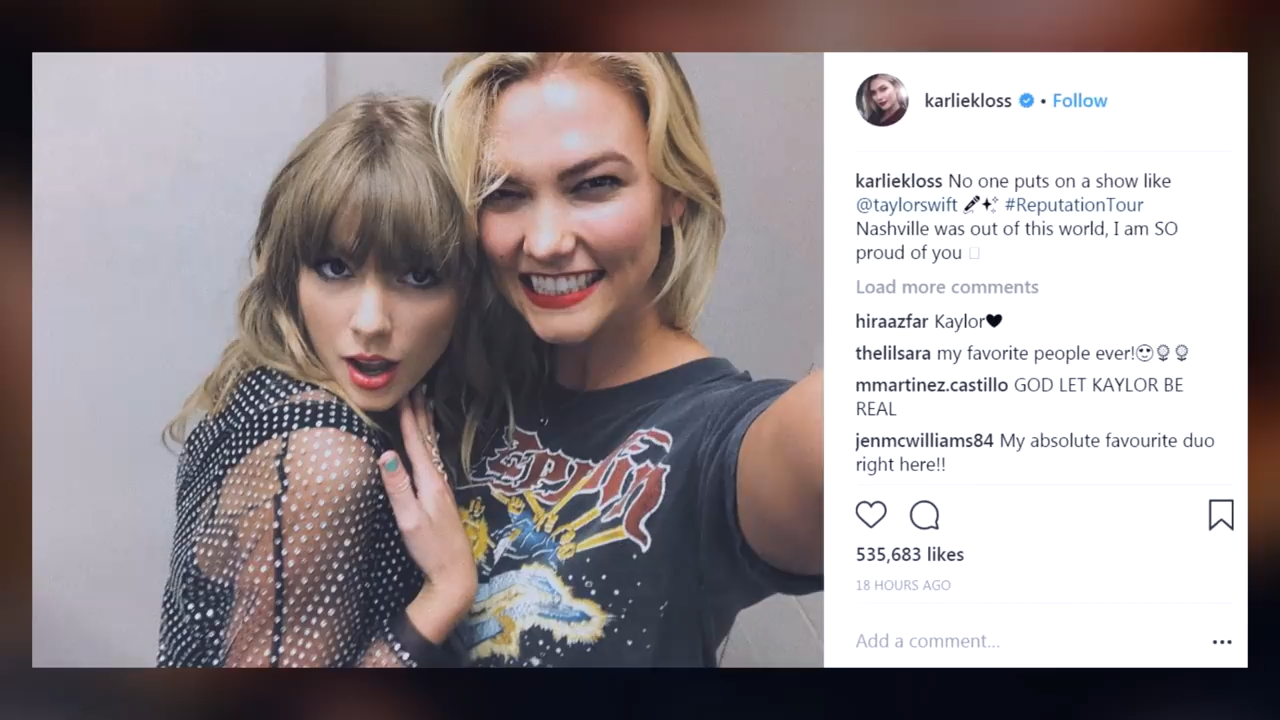 Zeppelin
karliekloss • Follow
karliekloss No one puts on a show like
@taylorswift 🎤✨ #ReputationTour
Nashville was out of this world, I am SO
proud of you
Load more comments
hiraazfar Kaylor🖤
thelilsara my favorite people ever!
mmartinez.castillo GOD LET KAYLOR BE
REAL
jenmcwilliams84 My absolute favourite duo
right here!!
535,683 likes
18 HOURS AGO
Add a comment...